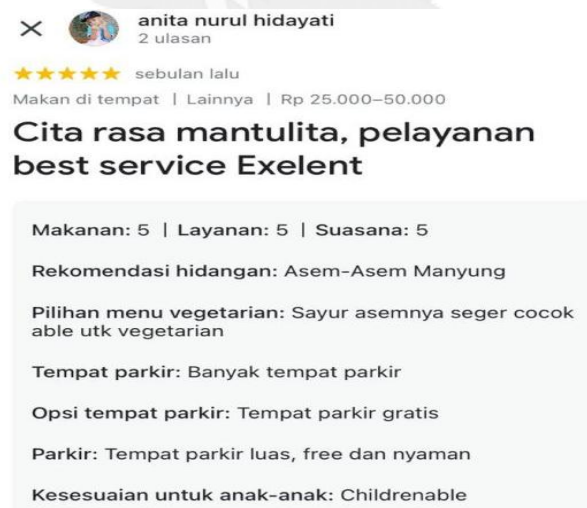 anita nurul hidayati
2 ulasan
sebulan lalu
Makan di tempat | Lainnya | Rp 25.000–50.000
Cita rasa mantulita, pelayanan
best service Exelent
Makanan: 5 | Layanan: 5 | Suasana: 5
Rekomendasi hidangan: Asem-Asem Manyung
Pilihan menu vegetarian: Sayur asemnya seger cocok
able utk vegetarian
Tempat parkir: Banyak tempat parkir
Opsi tempat parkir: Tempat parkir gratis
Parkir: Tempat parkir luas, free dan nyaman
Kesesuaian untuk anak-anak: Childrenable